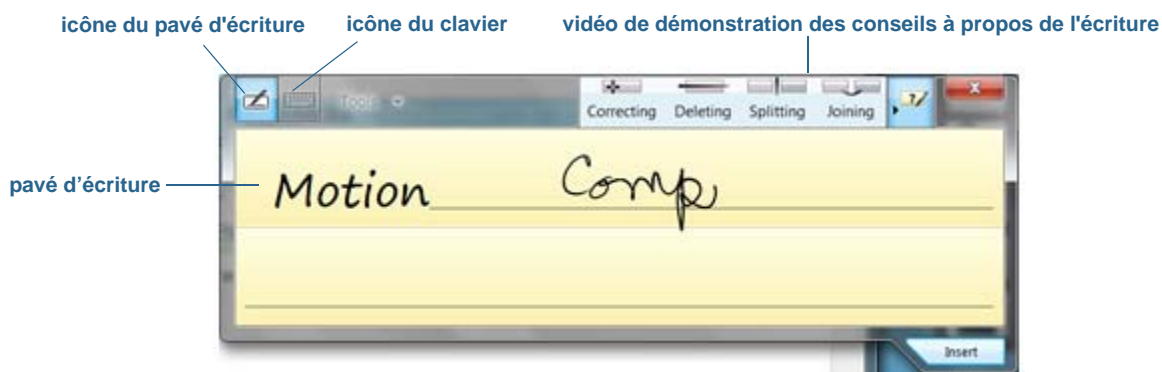 icône du pavé d'écriture icône du clavier vidéo de démonstration des conseils à propos de l'écriture
Tools
Correcting Deleting Splitting Joining
pavé d’écriture Motion Comp
Insert